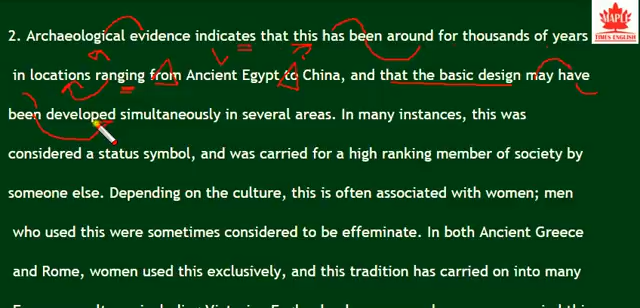 MAPLE
TIMES ENGLISH
2. Archaeological evidence indicates that this has been around for thousands of years
in locations ranging from Ancient Egypt to China, and that the basic design may have
been developed simultaneously in several areas. In many instances, this was
considered a status symbol, and was carried for a high ranking member of society by
someone else. Depending on the culture, this is often associated with women; men
who used this were sometimes considered to be effeminate. In both Ancient Greece
and Rome, women used this exclusively, and this tradition has carried on into many